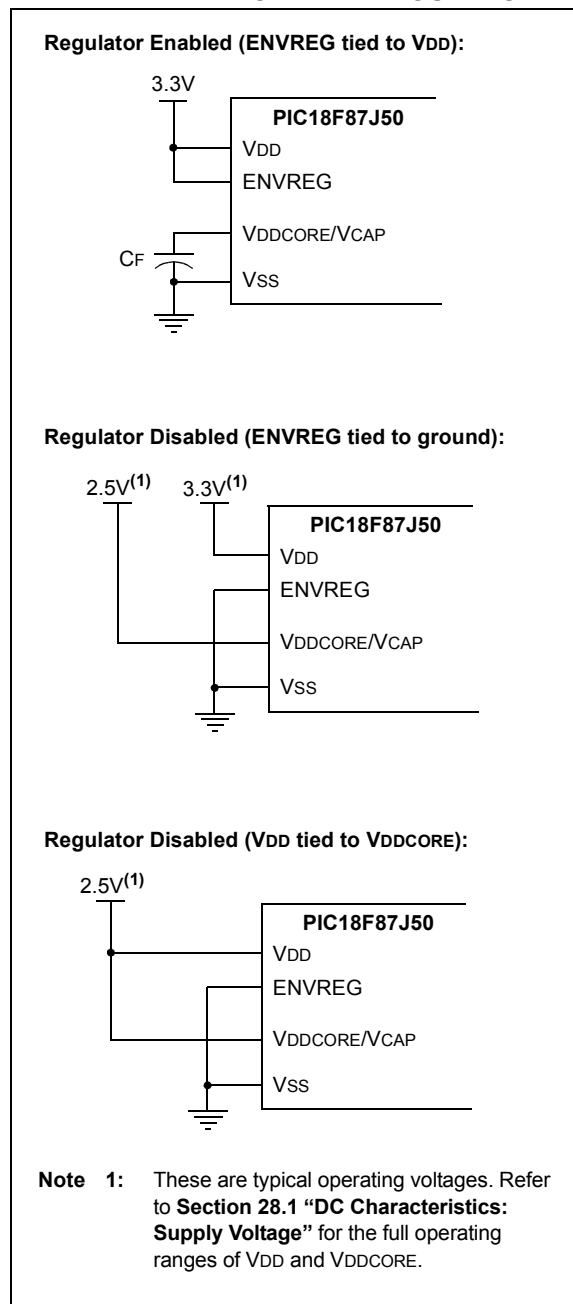 Regulator Enabled (ENVREG tied to VDD):
3.3V
PIC18F87J50
VDD
ENVREG
VDDCORE/VCAP
CF
VSS
Regulator Disabled (ENVREG tied to ground):
2.5V(1) 3.3V(1)
PIC18F87J50
VDD
ENVREG
VDDCORE/VCAP
VSS
Regulator Disabled (VDD tied to VDDCORE):
2.5V(1)
PIC18F87J50
VDD
ENVREG
VDDCORE/VCAP
VSS
Note 1: These are typical operating voltages. Refer
to Section 28.1 “DC Characteristics:
Supply Voltage” for the full operating
ranges of VDD and VDDCORE.